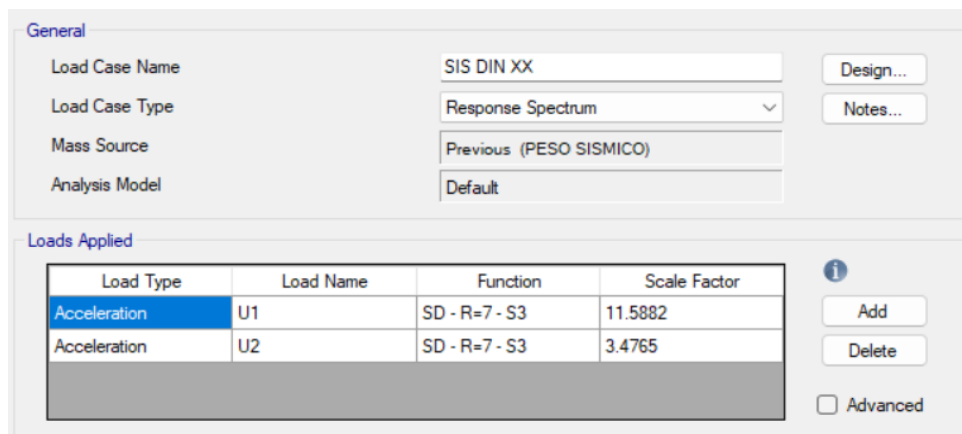 General
Load Case Name SIS DIN XX Design...
Load Case Type Response Spectrum Notes...
Mass Source Previous (PESO SISMICO)
Analysis Model Default
Loads Applied
Load Type Load Name Function Scale Factor
Acceleration U1 SD - R=7 - S3 11.5882 Add
Acceleration U2 SD - R=7 - S3 3.4765 Delete
Advanced